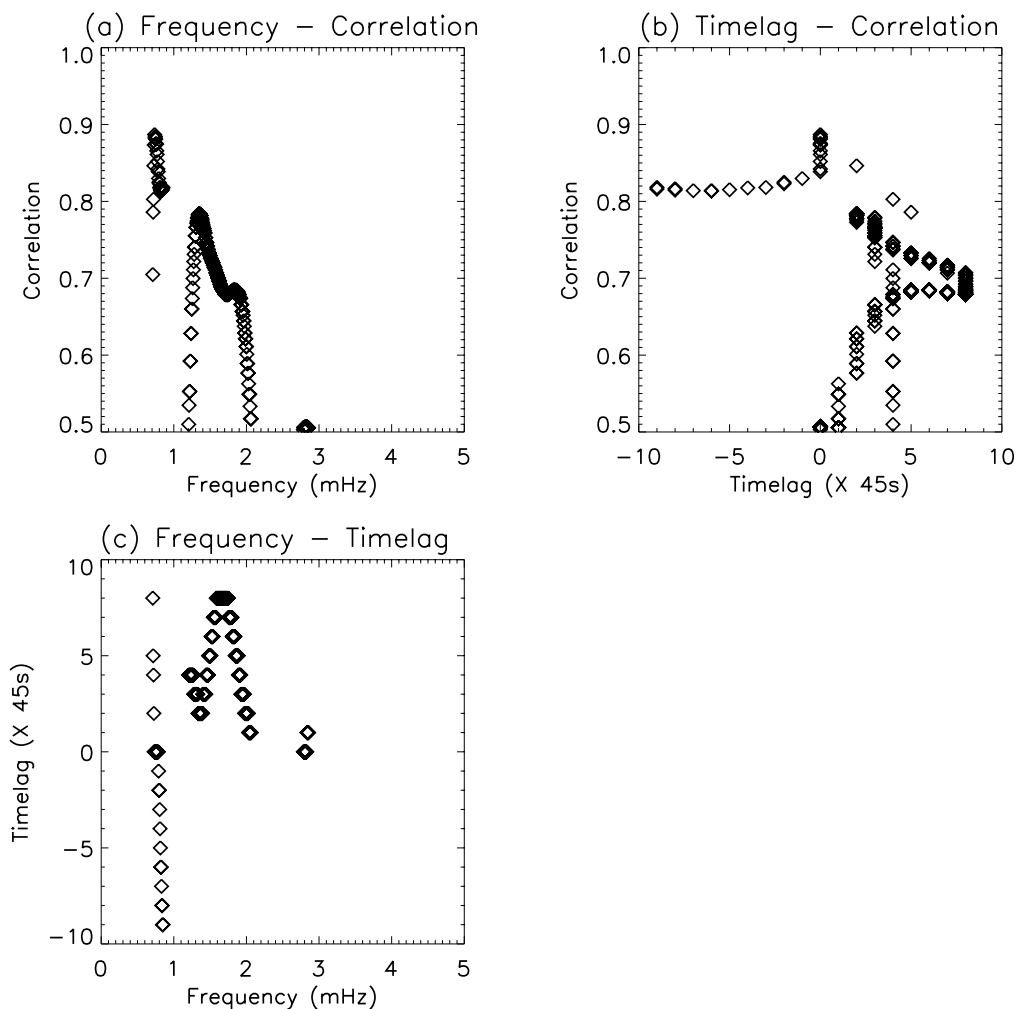 (a) Frequency − Correlation
1.0
0.9
0.8
0.7
0.6
0.5
Correlation
0 1 2 3 4 5
Frequency (mHz)
(b) Timelag − Correlation
1.0
0.9
0.8
0.7
0.6
0.5
Correlation
−10 −5 0 5 10
Timelag (X 45s)
(c) Frequency − Timelag
10
5
0
−5
−10
Timelag (X 45s)
0 1 2 3 4 5
Frequency (mHz)